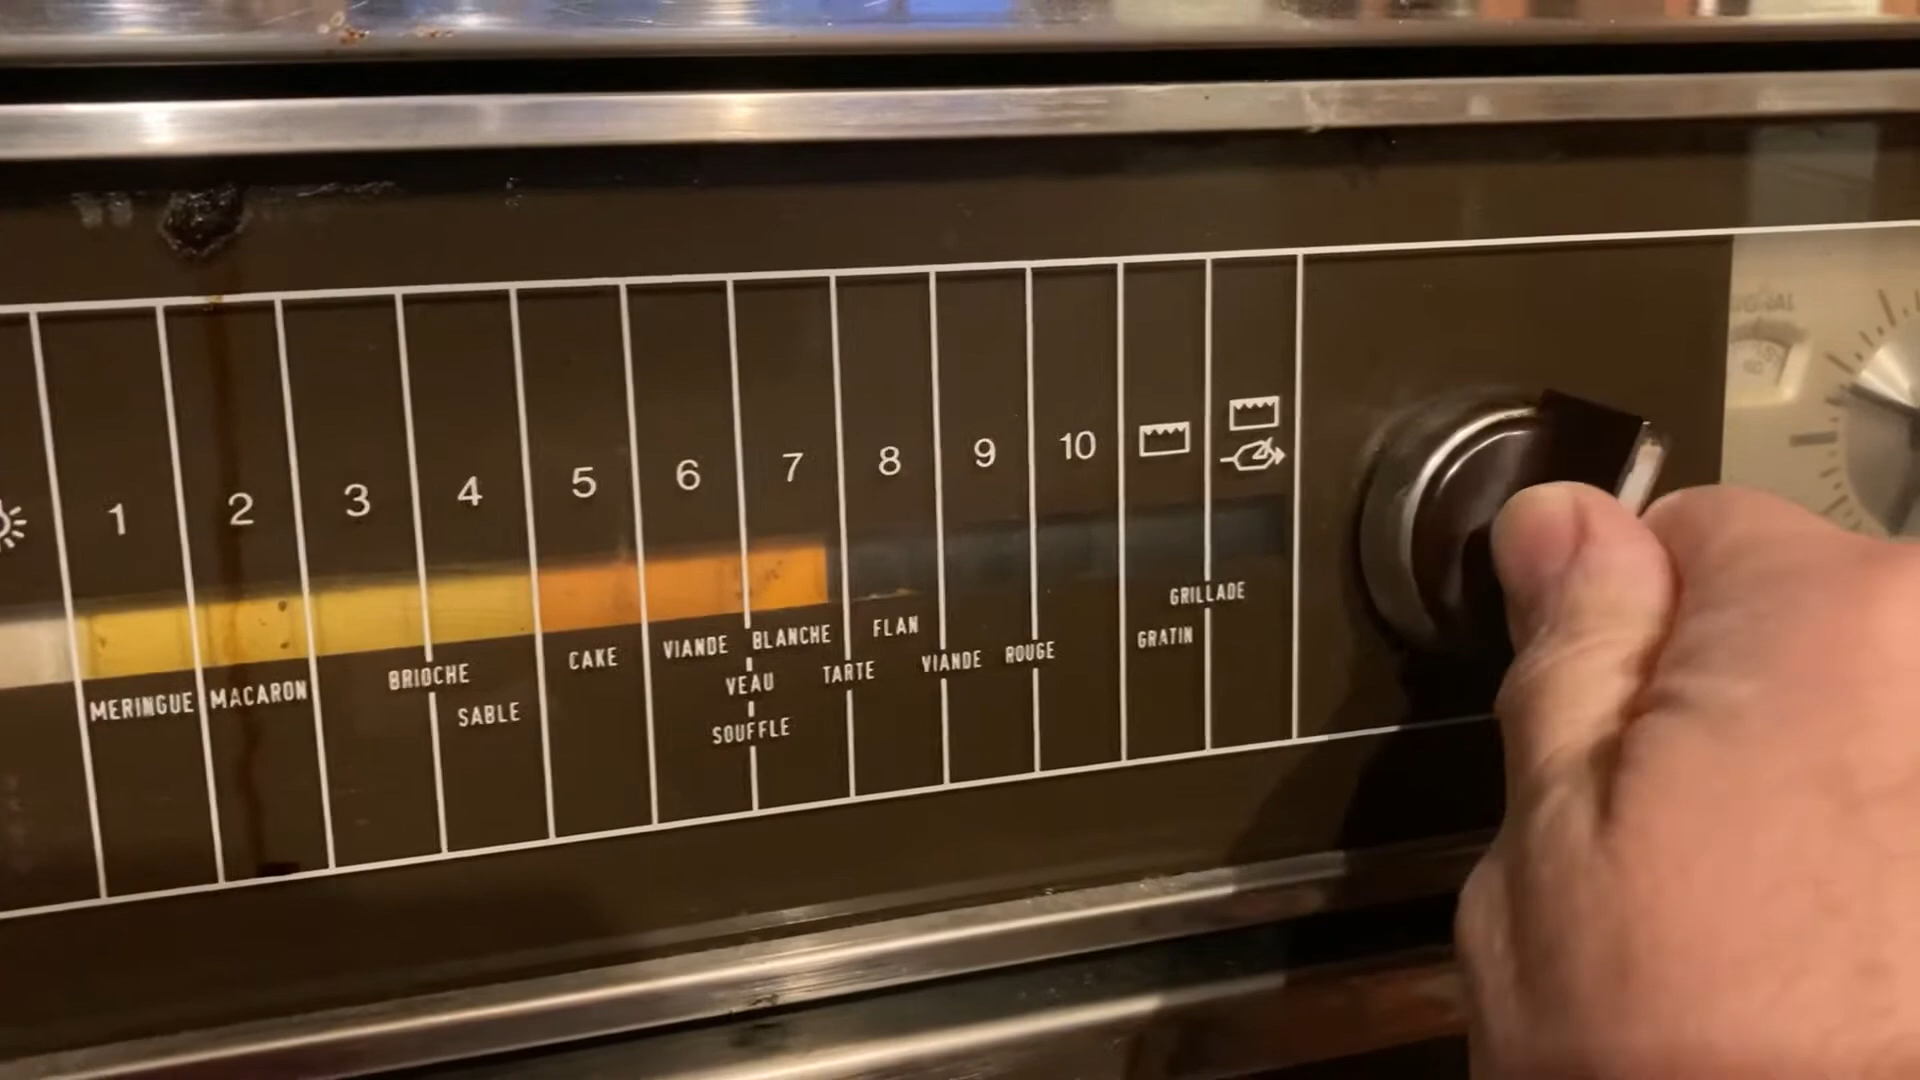 1 2 3 4 5 6 7 8 9 10
GRILLADE
VIANDE BLANCHE FLAN
GRATIN
BRIOCHE CAKE VEAU TARTE VIANDE ROUGE
MERINGUE MACARON SABLE SOUFFLE